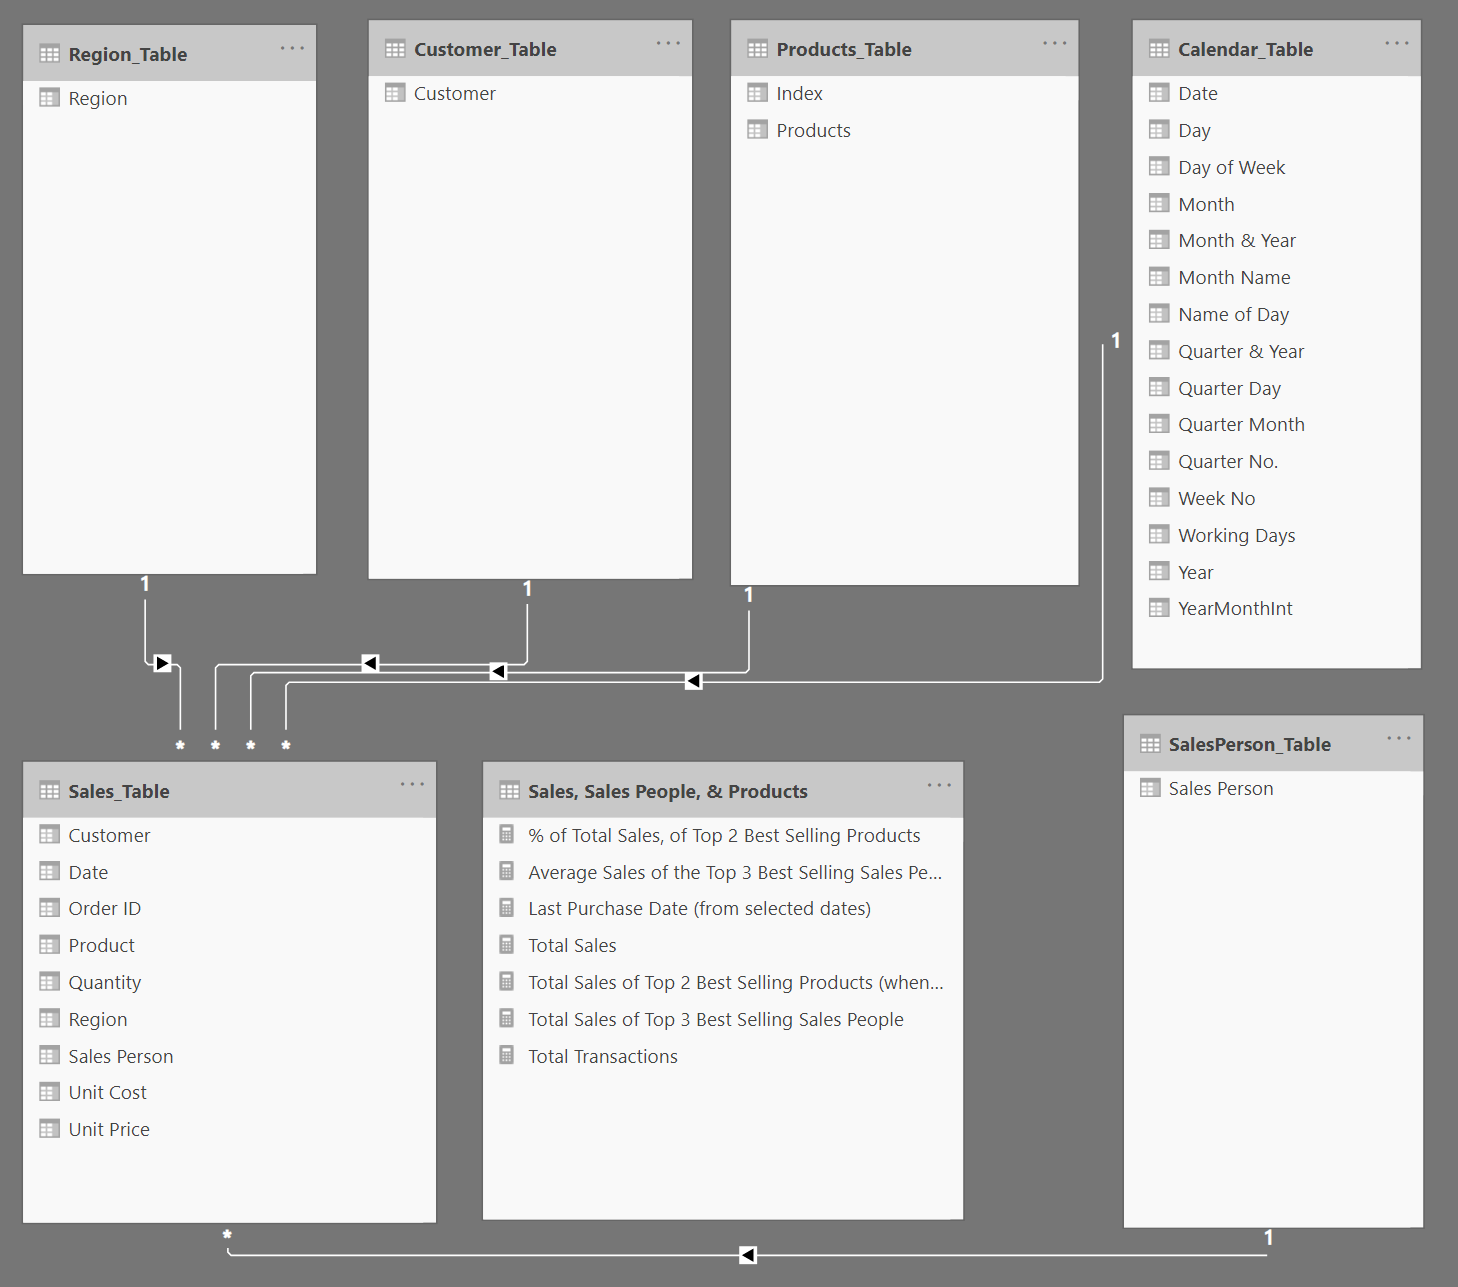 Region_Table
Region
Customer_Table
Customer
Products_Table
Index
Products
Calendar_Table
Date
Day
Day of Week
Month
Month & Year
Month Name
Name of Day
Quarter & Year
Quarter Day
Quarter Month
Quarter No.
Week No
Working Days
Year
YearMonthInt
1
1
1
1
*
*
*
*
Sales_Table
Customer
Date
Order ID
Product
Quantity
Region
Sales Person
Unit Cost
Unit Price
Sales, Sales People, & Products
% of Total Sales, of Top 2 Best Selling Products
Average Sales of the Top 3 Best Selling Sales Pe...
Last Purchase Date (from selected dates)
Total Sales
Total Sales of Top 2 Best Selling Products (when...
Total Sales of Top 3 Best Selling Sales People
Total Transactions
SalesPerson_Table
Sales Person
*
1